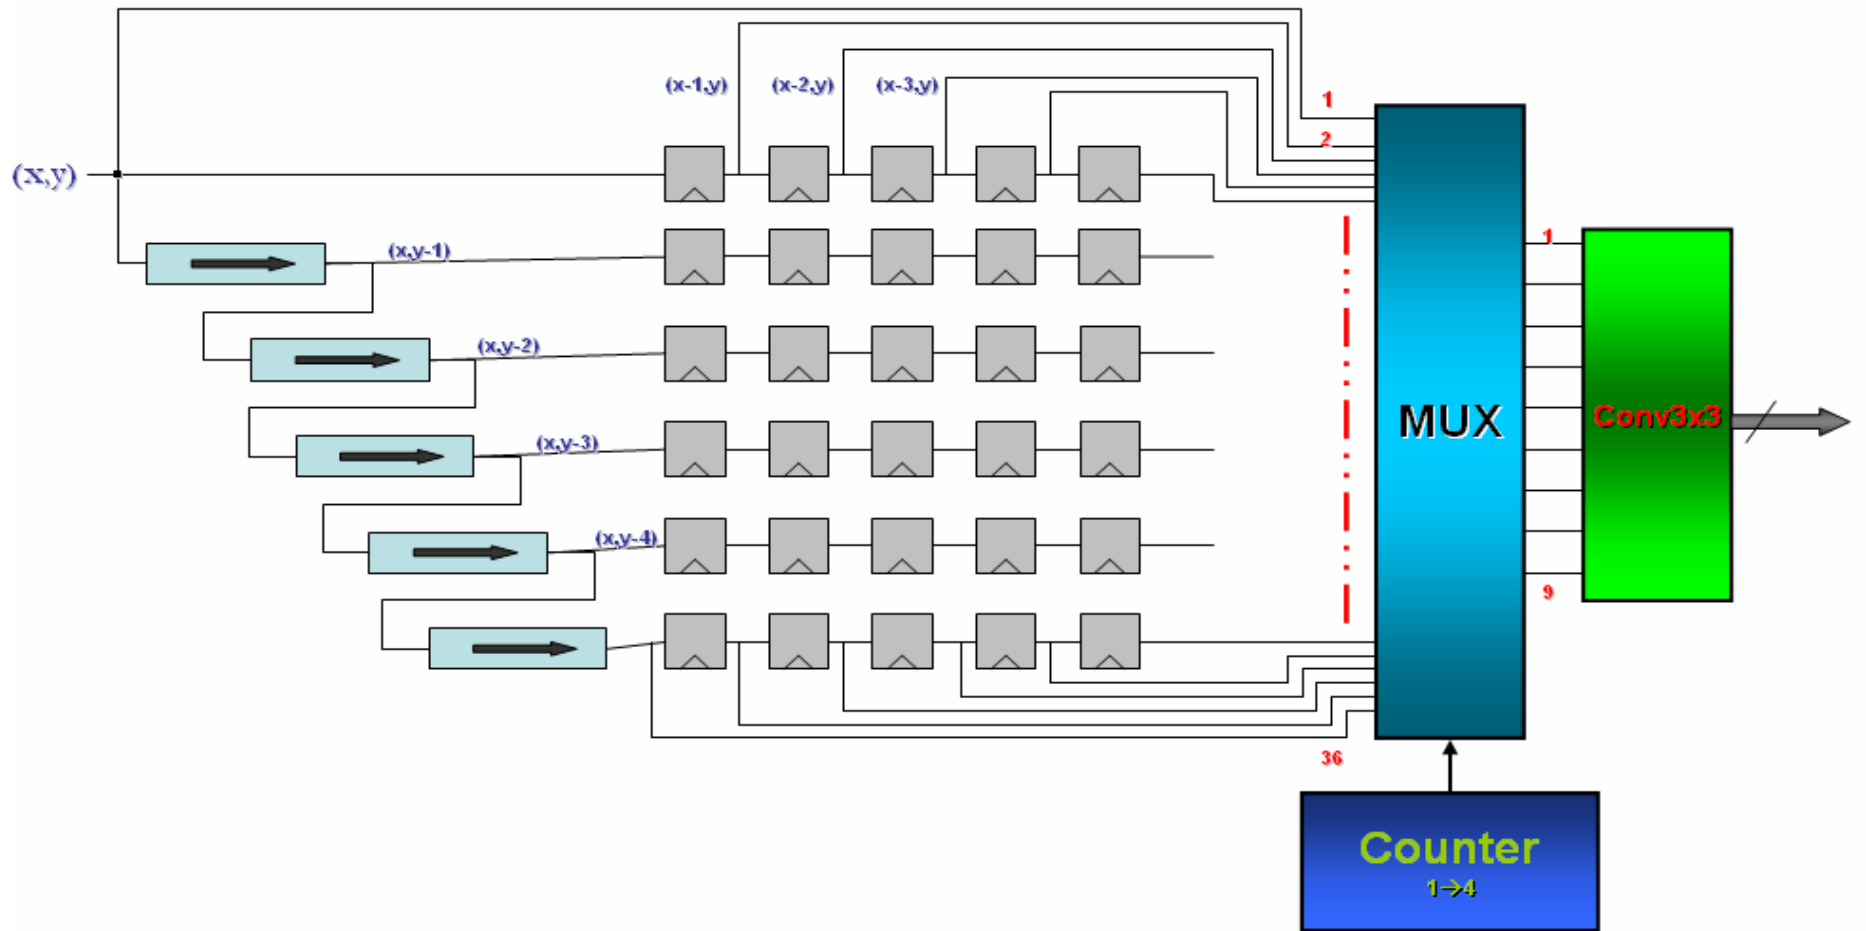 (x-1,y) (x-2,y) (x-3,y)
1
2
(x,y)
(x,y-1)
1
(x,y-2)
MUX
Conv3x3
(x,y-3)
(x,y-4)
9
36
Counter
1→4